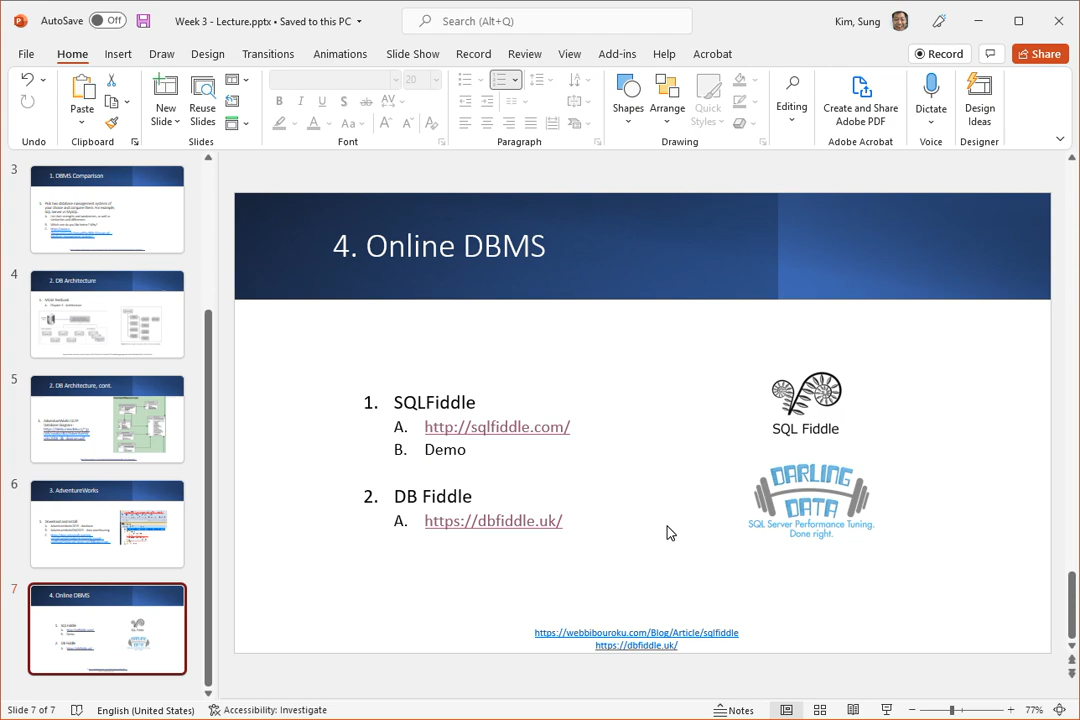 AutoSave
Off
Week 3 - Lecture.pptx • Saved to this PC
Search (Alt+Q)
Kim, Sung
File
Home
Insert
Draw
Design
Transitions
Animations
Slide Show
Record
Review
View
Add-ins
Help
Acrobat
Record
Share
Paste
New Slide
Reuse Slides
20
B
I
U
S
ab
AV
Aa
Shapes
Arrange
Quick Styles
Editing
Create and Share Adobe PDF
Dictate
Design Ideas
Undo
Clipboard
Slides
Font
Paragraph
Drawing
Adobe Acrobat
Voice
Designer
3
1. DBMS Comparison
4
2. DB Architecture
5
2. DB Architecture, cont.
6
3. AdventureWorks
7
4. Online DBMS
4. Online DBMS
1. SQLFiddle
A. http://sqlfiddle.com/
B. Demo
2. DB Fiddle
A. https://dbfiddle.uk/
SQL Fiddle
DARLING
DATA
SQL Server Performance Tuning.
Done right.
https://webbibouroku.com/Blog/Article/sqlfiddle
https://dbfiddle.uk/
Slide 7 of 7
English (United States)
Accessibility: Investigate
Notes
77%